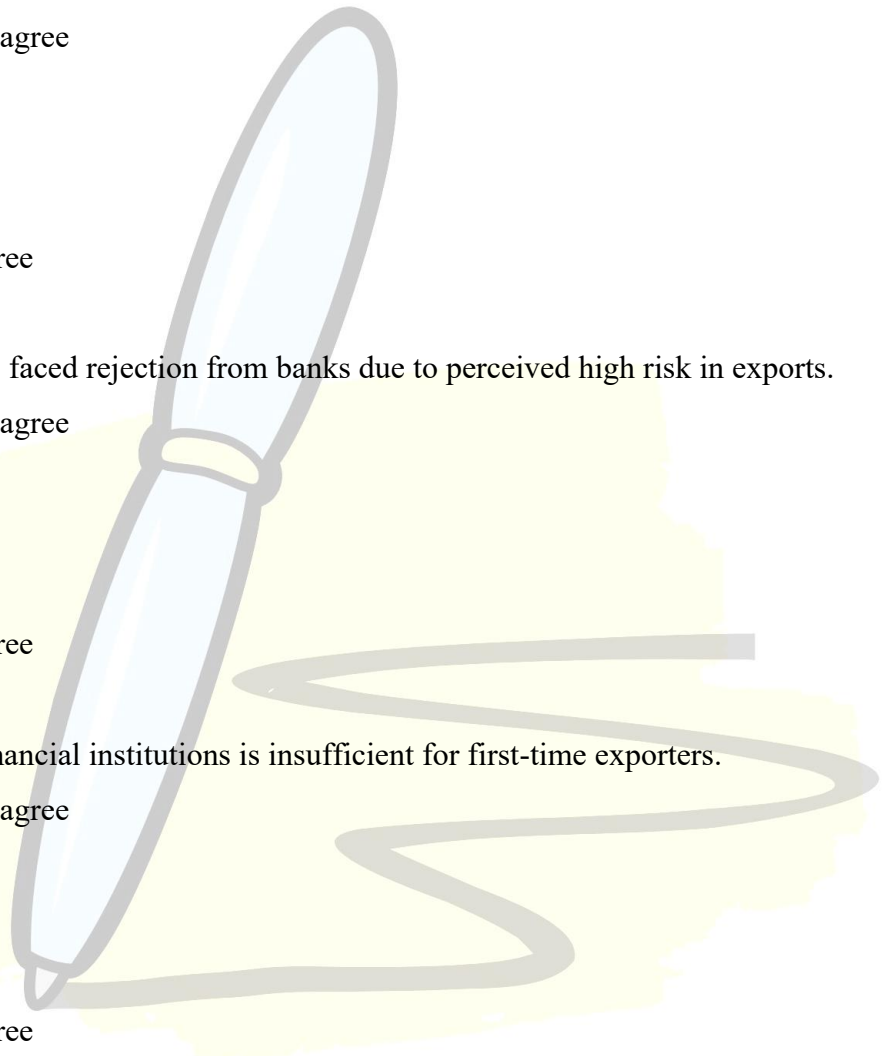 agree
ree
faced rejection from banks due to perceived high risk in exports.
agree
ree
nancial institutions is insufficient for first-time exporters.
agree
ree